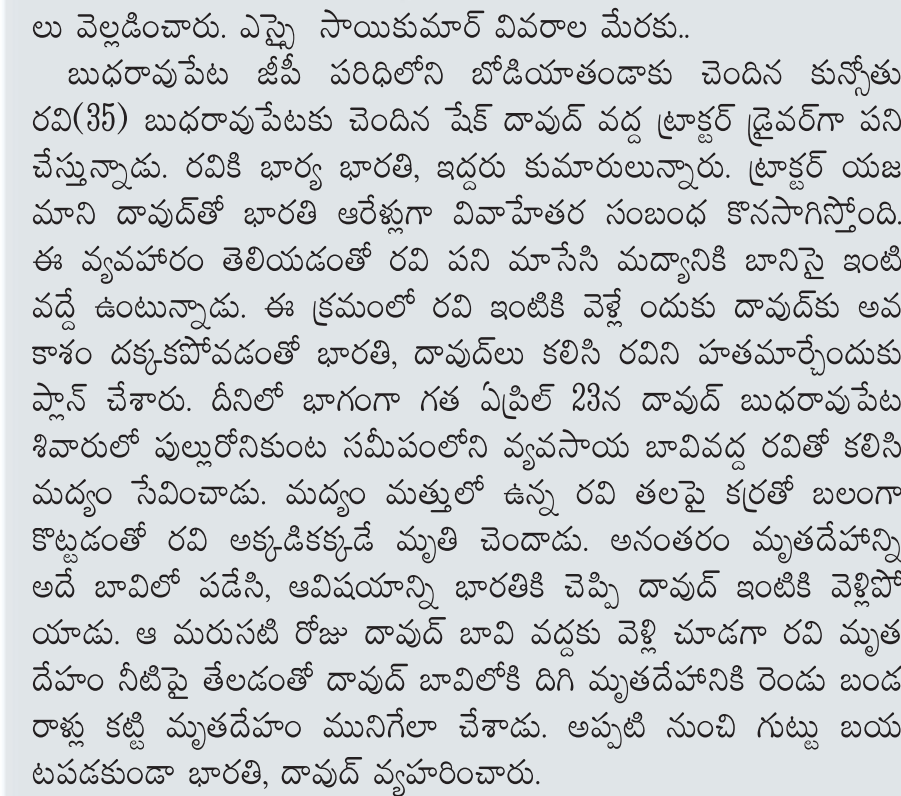 లు వెల్లడించారు. ఎస్సై సాయికుమార్ వివరాల మేరకు..
బుధరావుపేట జీపీ పరిధిలోని బోడియాతండాకు చెందిన కున్సోతు
రవి(35) బుధరావుపేటకు చెందిన షేక్ దావుద్ వద్ద ట్రాక్టర్ డ్రైవర్‌గా పని
చేస్తున్నాడు. రవికి భార్య భారతి, ఇద్దరు కుమారులున్నారు. ట్రాక్టర్ యజ
మాని దావుద్‌తో భారతి ఆరేళ్లుగా వివాహేతర సంబంధ కొనసాగిస్తోంది.
ఈ వ్యవహారం తెలియడంతో రవి పని మాసేసి మద్యానికి బానిసై ఇంటి
వద్దే ఉంటున్నాడు. ఈ క్రమంలో రవి ఇంటికి వెళ్లే ందుకు దావుద్‌కు అవ
కాశం దక్కకపోవడంతో భారతి, దావుద్‌లు కలిసి రవిని హతమార్చేందుకు
ప్లాన్ చేశారు. దీనిలో భాగంగా గత ఏప్రిల్ 23న దావుద్ బుధరావుపేట
శివారులో పుల్లురోనికుంట సమీపంలోని వ్యవసాయ బావివద్ద రవితో కలిసి
మద్యం సేవించాడు. మద్యం మత్తులో ఉన్న రవి తలపై కర్రతో బలంగా
కొట్టడంతో రవి అక్కడికక్కడే మృతి చెందాడు. అనంతరం మృతదేహాన్ని
అదే బావిలో పడేసి, ఆవిషయాన్ని భారతికి చెప్పి దావుద్ ఇంటికి వెళ్లిపో
యాడు. ఆ మరుసటి రోజు దావుద్ బావి వద్దకు వెళ్లి చూడగా రవి మృత
దేహం నీటిపై తేలడంతో దావుద్ బావిలోకి దిగి మృతదేహానికి రెండు బండ
రాళ్లు కట్టి మృతదేహం మునిగేలా చేశాడు. అప్పటి నుంచి గుట్టు బయ
టపడకుండా భారతి, దావుద్ వ్యహరించారు.